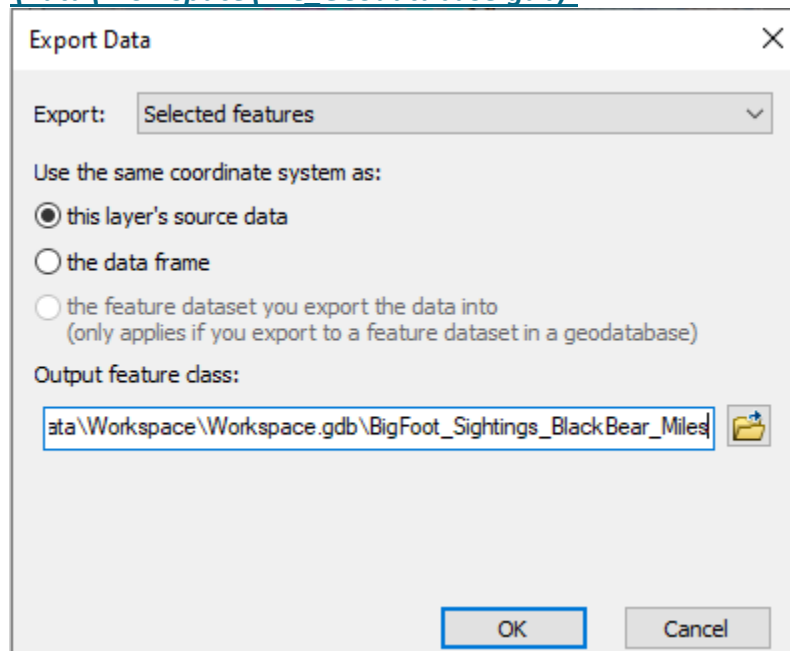 Export Data
Export: Selected features
Use the same coordinate system as:
this layer's source data
the data frame
the feature dataset you export the data into
(only applies if you export to a feature dataset in a geodatabase)
Output feature class:
ata\Workspace\Workspace.gdb\BigFoot_Sightings_BlackBear_Miles
OK Cancel